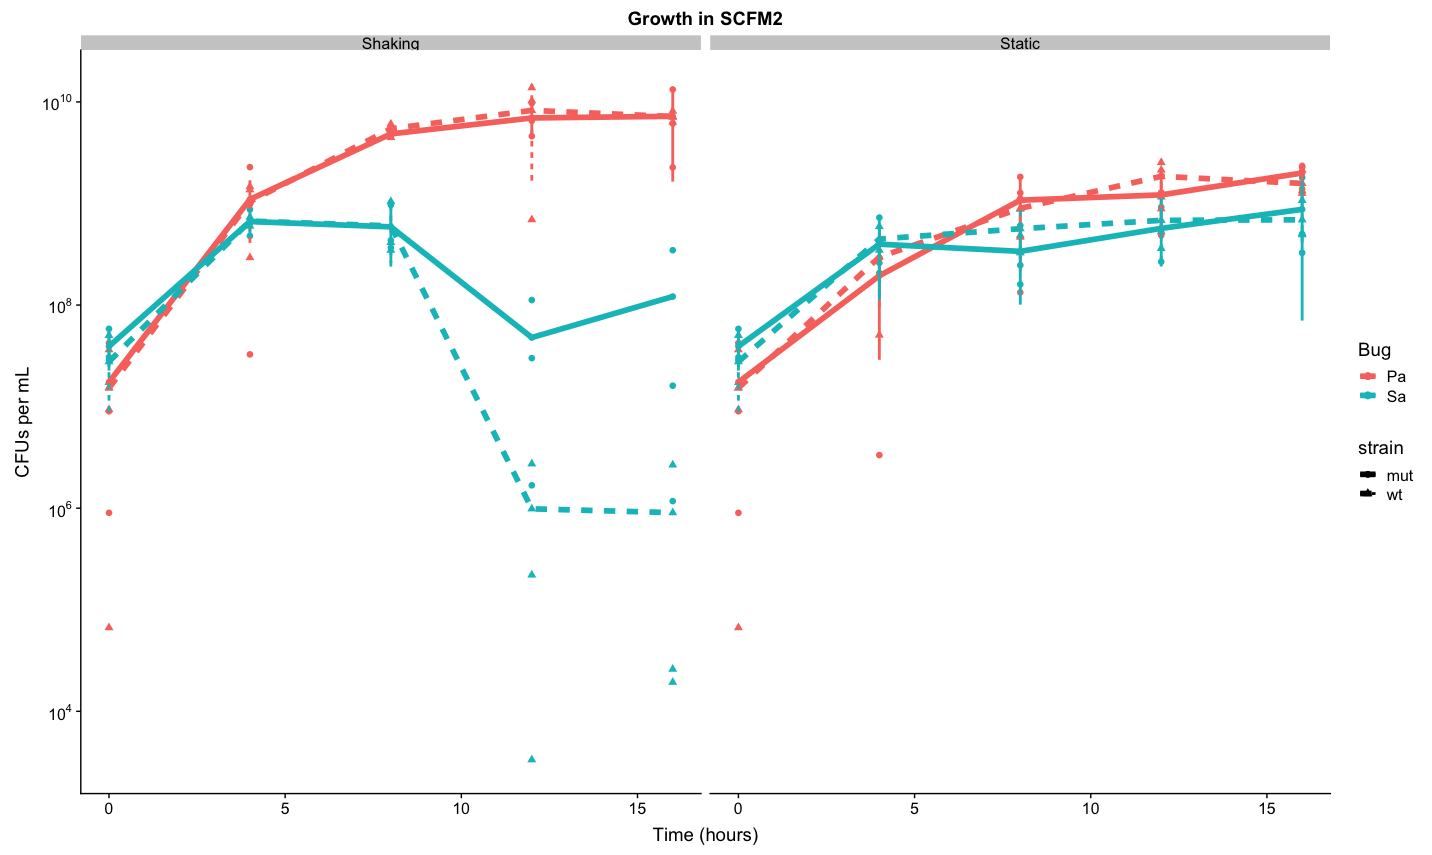 Growth in SCFM2
Shaking
Static
CFUs per mL
10^10
10^8
10^6
10^4
0 5 10 15
0 5 10 15
Time (hours)
Bug
Pa
Sa
strain
mut
wt